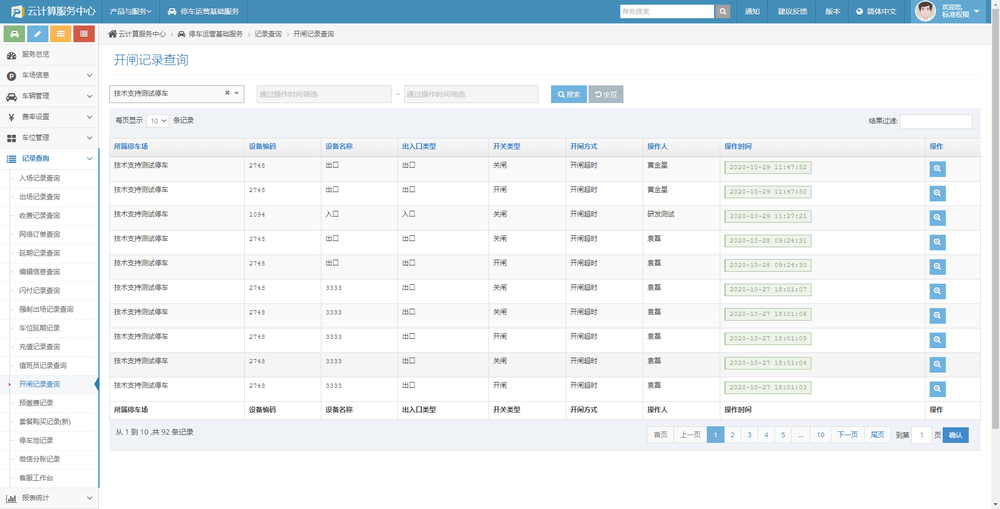 云计算服务中心
产品与服务
停车运营基础服务
帮助搜索
通知
建议反馈
版本
简体中文
欢迎您,
标准权限
云计算服务中心 停车运营基础服务 记录查询 开闸记录查询
服务总览
车场信息
车辆管理
费率设置
车位管理
记录查询
入场记录查询
出场记录查询
收费记录查询
网络订单查询
延期记录查询
编辑信息查询
闪付记录查询
强制出场记录查询
车位延期记录
充值记录查询
值班员记录查询
开闸记录查询
预缴费记录
套餐购买记录(新)
停车池记录
微信分账记录
客服工作台
报表统计
开闸记录查询
技术支持测试停车
通过操作时间筛选 – 通过操作时间筛选
搜索 重置
每页显示 10 条记录
结果过滤:
所属停车场 设备编码 设备名称 出入口类型 开关类型 开闸方式 操作人 操作时间 操作
技术支持测试停车 2748 出口 出口 关闸 开闸超时 黄金星 2020-10-29 11:47:52
技术支持测试停车 2748 出口 出口 开闸 开闸超时 黄金星 2020-10-29 11:47:50
技术支持测试停车 1094 入口 入口 关闸 开闸超时 研发测试 2020-10-29 11:27:21
技术支持测试停车 2748 出口 出口 关闸 开闸超时 袁磊 2020-10-28 09:24:31
技术支持测试停车 2748 出口 出口 开闸 开闸超时 袁磊 2020-10-28 09:24:30
技术支持测试停车 2748 3333 出口 关闸 开闸超时 袁磊 2020-10-27 18:01:07
技术支持测试停车 2748 3333 出口 关闸 开闸超时 袁磊 2020-10-27 18:01:06
技术支持测试停车 2748 3333 出口 开闸 开闸超时 袁磊 2020-10-27 18:01:05
技术支持测试停车 2748 3333 出口 关闸 开闸超时 袁磊 2020-10-27 18:01:04
技术支持测试停车 2748 3333 出口 开闸 开闸超时 袁磊 2020-10-27 18:01:03
所属停车场 设备编码 设备名称 出入口类型 开关类型 开闸方式 操作人 操作时间 操作
从 1 到 10 ,共 92 条记录
首页 上一页 1 2 3 4 5 ... 10 下一页 尾页 到第 1 页 确认